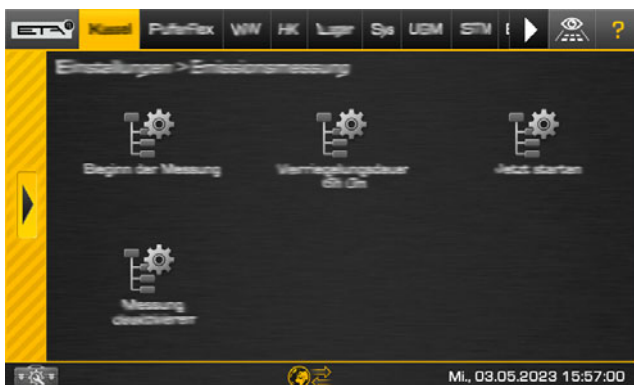 ETA
Kessel PufferFlex WW HK Lager Sys UGM STM ?
Einstellungen > Emissionsmessung
Beginn der Messung
Verriegelungsdauer
Jetzt starten
Messung
deaktivieren
Mi., 03.05.2023 15:57:00